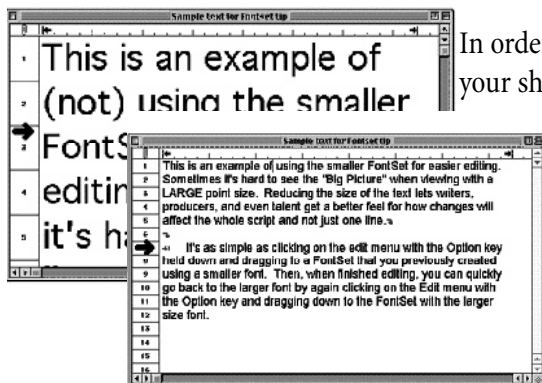 Sample text for Fontset tip
This is an example of
(not) using the smaller
FontS
editin
it's ha
1
2
3
4
5
In orde
your sh
Sample text for Fontset tip
1 This is an example of using the smaller FontSet for easier editing.
2 Sometimes it's hard to see the "Big Picture" when viewing with a
3 LARGE point size. Reducing the size of the text lets writers,
4 producers, and even talent get a better feel for how changes will
5 affect the whole script and not just one line.
6
It's as simple as clicking on the edit menu with the Option key
held down and dragging to a FontSet that you previously created
using a smaller font. Then, when finished editing, you can quickly
10 go back to the larger font by again clicking on the Edit menu with
11 the Option key and dragging down to the FontSet with the larger
12 size font.
13
14
15
16